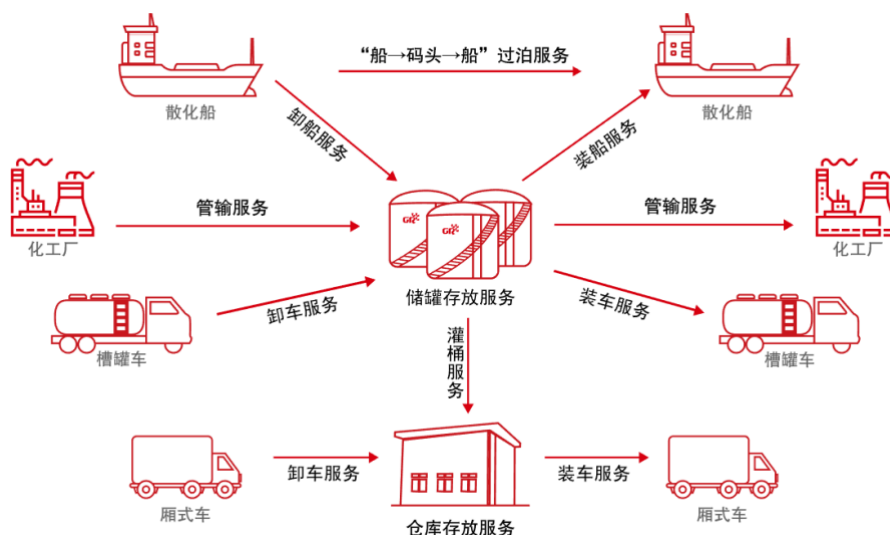 “船→码头→船”过泊服务
散化船
散化船
卸船服务
装船服务
管输服务
管输服务
化工厂
化工厂
储罐存放服务
卸车服务
装车服务
槽罐车
槽罐车
灌桶服务
卸车服务
装车服务
厢式车
仓库存放服务
厢式车